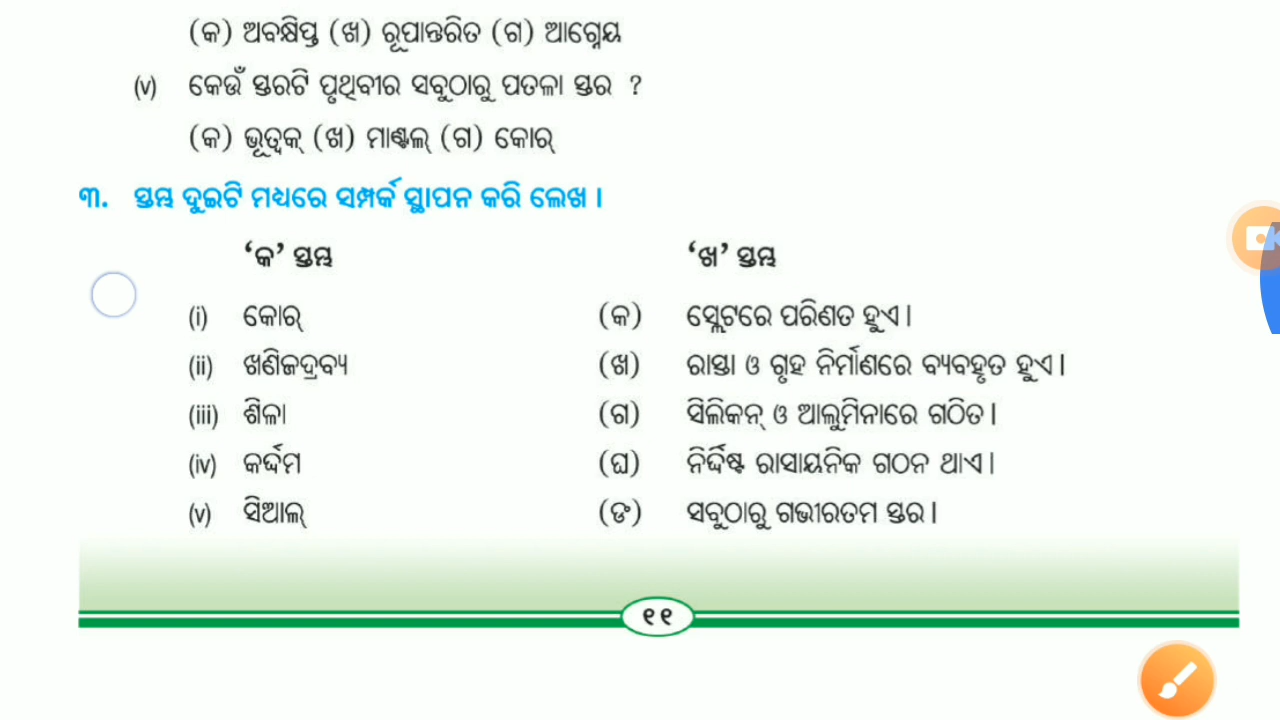 (କ) ଅବକ୍ଷିପ୍ତ (ଖ) ରୂପାନ୍ତରିତ (ଗ) ଆଗ୍ନେୟ
(v) କେଉଁ ସ୍ତରଟି ପୃଥିବୀର ସବୁଠାରୁ ପତଳା ସ୍ତର ?
(କ) ଭୂତ୍ୱକ୍ (ଖ) ମାଣ୍ଟଲ୍ (ଗ) କୋର୍
୩. ସ୍ତମ୍ଭ ଦୁଇଟି ମଧ୍ୟରେ ସମ୍ପର୍କ ସ୍ଥାପନ କରି ଲେଖ ।
‘କ’ ସ୍ତମ୍ଭ ‘ଖ’ ସ୍ତମ୍ଭ
(i) କୋର୍ (କ) ସ୍ଲେଟରେ ପରିଣତ ହୁଏ ।
(ii) ଖଣିଜଦ୍ରବ୍ୟ (ଖ) ରାସ୍ତା ଓ ଗୃହ ନିର୍ମାଣରେ ବ୍ୟବହୃତ ହୁଏ ।
(iii) ଶିଳା (ଗ) ସିଲିକନ୍ ଓ ଆଲୁମିନାରେ ଗଠିତ ।
(iv) କର୍ଦ୍ଦମ (ଘ) ନିର୍ଦ୍ଦିଷ୍ଟ ରାସାୟନିକ ଗଠନ ଥାଏ ।
(v) ସିଆଲ୍ (ଙ) ସବୁଠାରୁ ଗଭୀରତମ ସ୍ତର ।
୧୧